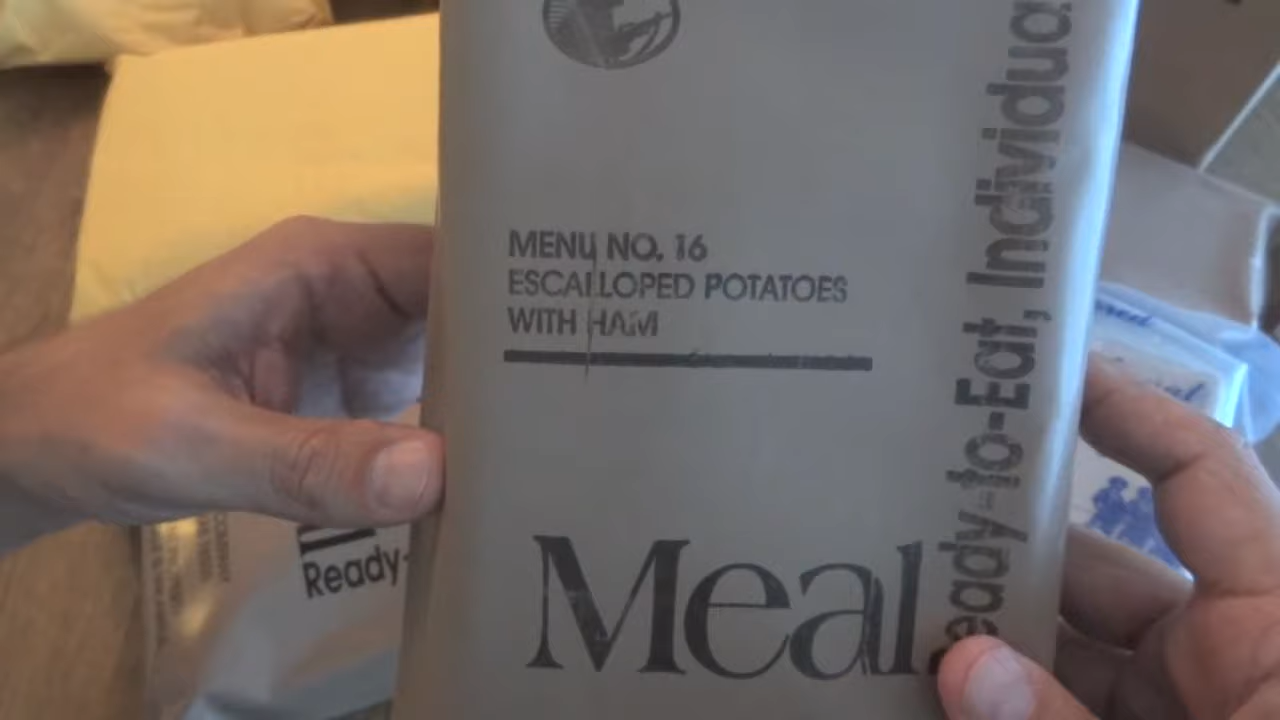 MENU NO. 16
ESCALLOPED POTATOES
WITH HAM
Meal,
Ready-to-Eat, Individual
Ready-